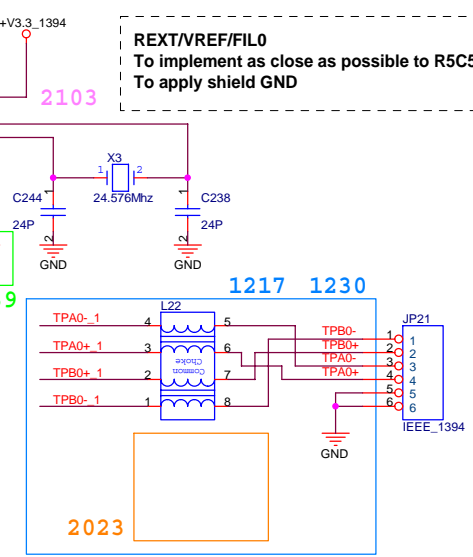 +V3.3_1394
REXT/VREF/FIL0
To implement as close as possible to R5C5
To apply shield GND
2103
X3
1 2
C244 1 24.576Mhz 1 C238
24P 24P
2 2
GND GND
9
1217 1230
L22 JP21
TPA0-_1 4 5 TPB0- 1 1
TPA0+_1 3 6 TPB0+ 2 2
TPA0- 3 3
TPB0+_1 2 7 TPA0+ 4 4
5 5
TPB0-_1 1 8 6 6
Common
Choke
IEEE_1394
GND
2023